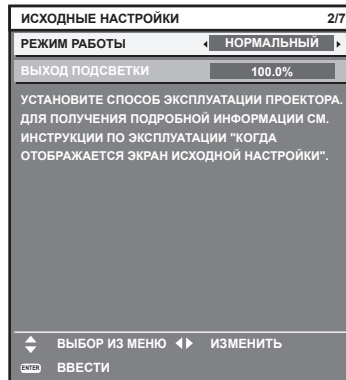 ИСХОДНЫЕ НАСТРОЙКИ 2/7
РЕЖИМ РАБОТЫ НОРМАЛЬНЫЙ
ВЫХОД ПОДСВЕТКИ 100.0%
УСТАНОВИТЕ СПОСОБ ЭКСПЛУАТАЦИИ ПРОЕКТОРА.
ДЛЯ ПОЛУЧЕНИЯ ПОДРОБНОЙ ИНФОРМАЦИИ СМ.
ИНСТРУКЦИИ ПО ЭКСПЛУАТАЦИИ "КОГДА
ОТОБРАЖАЕТСЯ ЭКРАН ИСХОДНОЙ НАСТРОЙКИ".
ВЫБОР ИЗ МЕНЮ ИЗМЕНИТЬ
ENTER ВВЕСТИ